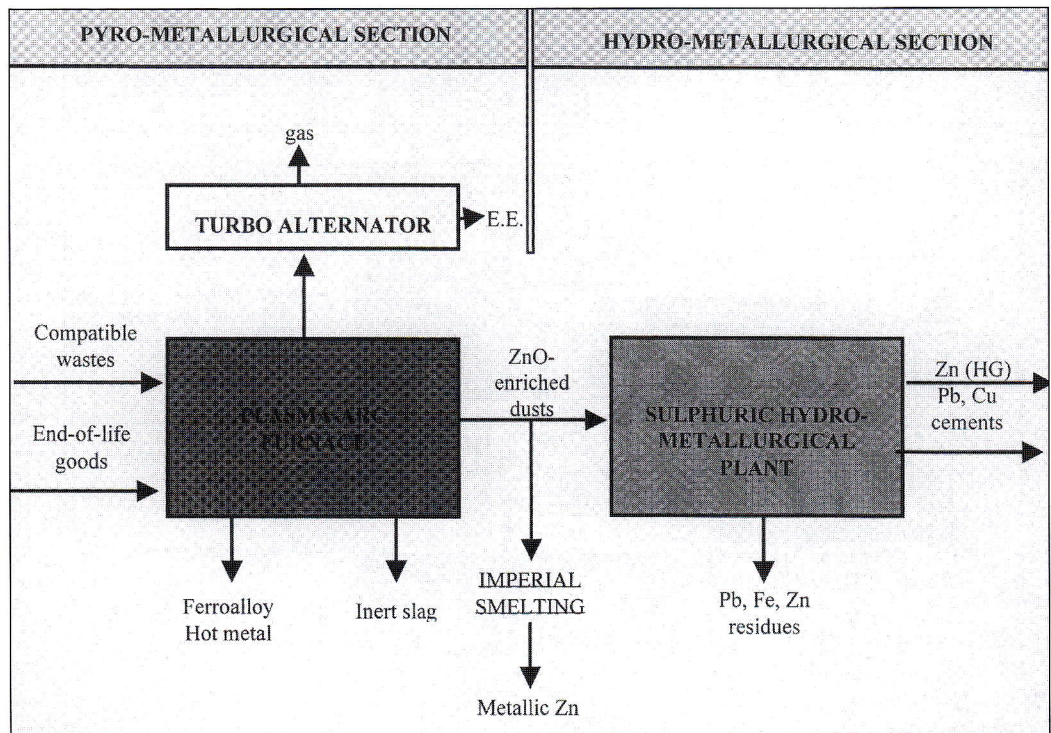 PYRO-METALLURGICAL SECTION
HYDRO-METALLURGICAL SECTION
gas
TURBO ALTERNATOR
E.E.
Compatible
wastes
End-of-life
goods
PLASMA-ARC
FURNACE
ZnO-
enriched
dusts
SULPHURIC HYDRO-
METALLURGICAL
PLANT
Zn (HG)
Pb, Cu
cements
Ferroalloy
Hot metal
Inert slag
IMPERIAL
SMELTING
Metallic Zn
Pb, Fe, Zn
residues